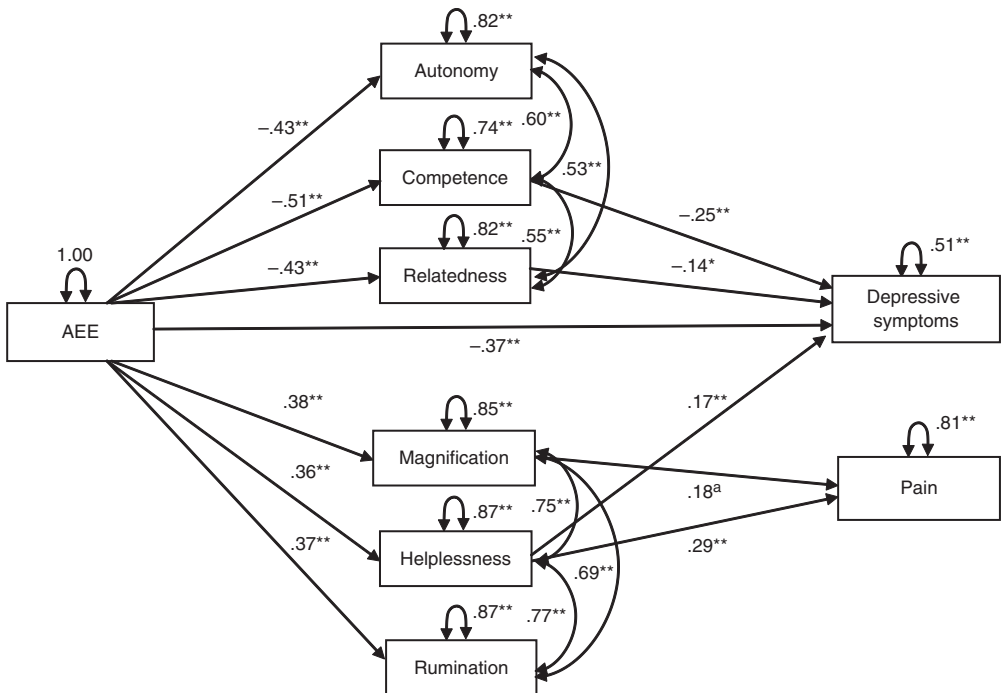 .82**
Autonomy
–.43**
.60**
.74**
Competence
.53**
–.51**
–.25**
.82**
.55**
.51**
1.00
–.43**
Relatedness
–.14*
AEE
Depressive
symptoms
–.37**
.38**
.85**
.17**
.81**
Magnification
.36**
.18ª
Pain
.75**
.87**
.37**
Helplessness
.29**
.69**
.87**
.77**
Rumination